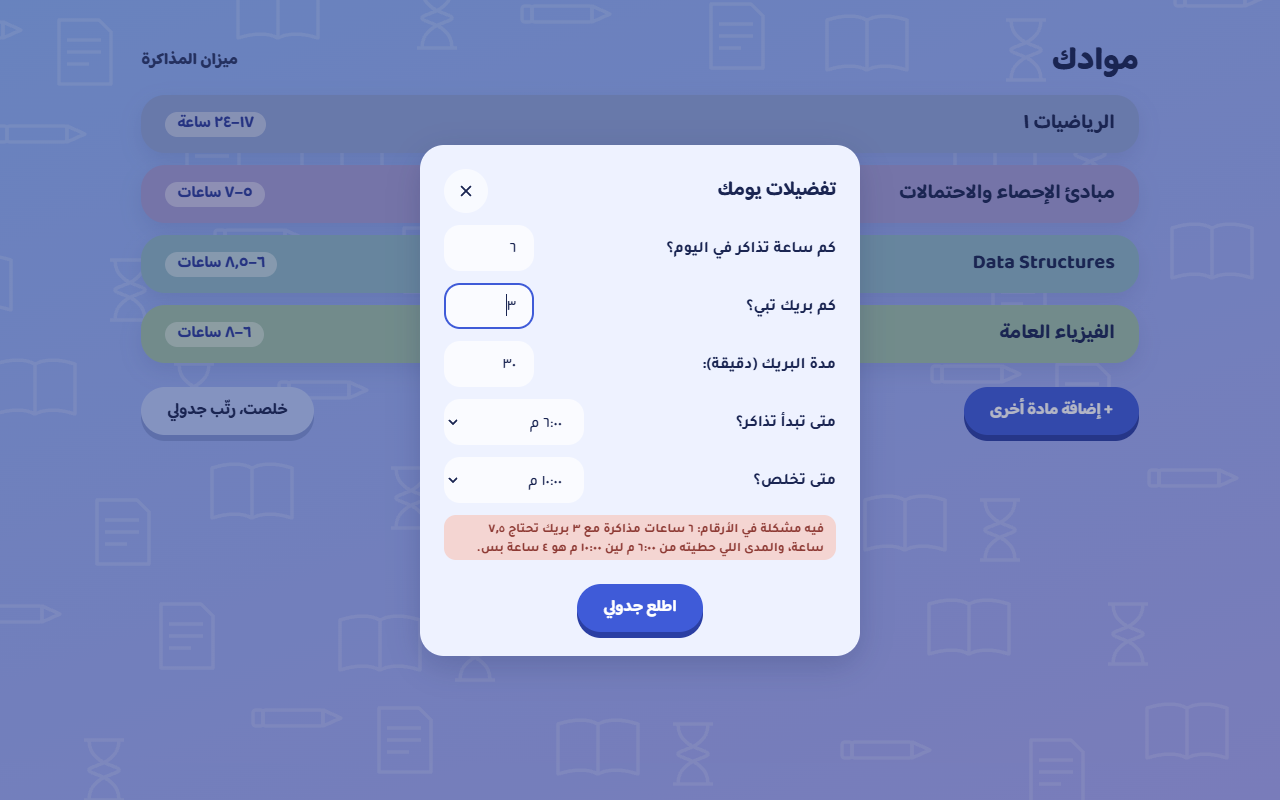 موادك
ميزان المذاكرة
الرياضيات ١
١٧–٢٤ ساعة
مبادئ الإحصاء والاحتمالات
٥–٧ ساعات
Data Structures
٦–٨,٥ ساعات
الفيزياء العامة
٦–٨ ساعات
+ إضافة مادة أخرى
خلصت، رتّب جدولي
تفضيلات يومك
×
كم ساعة تذاكر في اليوم؟
٦
كم بريك تبي؟
٣
مدة البريك (دقيقة):
٣٠
متى تبدأ تذاكر؟
٦:٠٠ م
متى تخلص؟
١٠:٠٠ م
فيه مشكلة في الأرقام: ٦ ساعات مذاكرة مع ٣ بريك تحتاج ٧,٥
ساعة، والمدى اللي حطيته من ٦:٠٠ م لين ١٠:٠٠ م هو ٤ ساعة بس.
اطلع جدولي